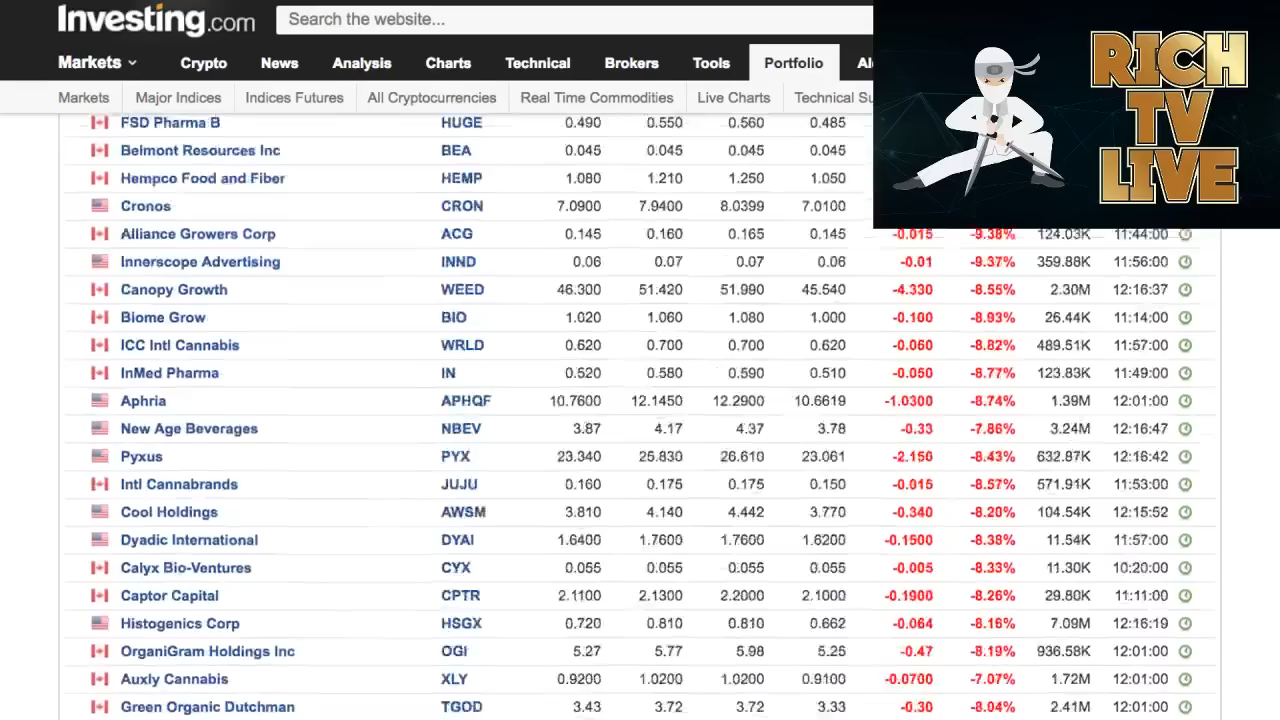 Investing.com Search the website...
Markets Crypto News Analysis Charts Technical Brokers Tools Portfolio
Markets Major Indices Indices Futures All Cryptocurrencies Real Time Commodities Live Charts Technical
RICH
TV
LIVE
FSD Pharma B HUGE 0.490 0.550 0.560 0.485
Belmont Resources Inc BEA 0.045 0.045 0.045 0.045
Hempco Food and Fiber HEMP 1.080 1.210 1.250 1.050
Cronos CRON 7.0900 7.9400 8.0399 7.0100
Alliance Growers Corp ACG 0.145 0.160 0.165 0.145 -0.015 -9.38% 124.03K 11:44:00
Innerscope Advertising INND 0.06 0.07 0.07 0.06 -0.01 -9.37% 359.88K 11:56:00
Canopy Growth WEED 46.300 51.420 51.990 45.540 -4.330 -8.55% 2.30M 12:16:37
Biome Grow BIO 1.020 1.060 1.080 1.000 -0.100 -8.93% 26.44K 11:14:00
ICC Intl Cannabis WRLD 0.620 0.700 0.700 0.620 -0.060 -8.82% 489.51K 11:57:00
InMed Pharma IN 0.520 0.580 0.590 0.510 -0.050 -8.77% 123.83K 11:49:00
Aphria APHQF 10.7600 12.1450 12.2900 10.6619 -1.0300 -8.74% 1.39M 12:01:00
New Age Beverages NBEV 3.87 4.17 4.37 3.78 -0.33 -7.86% 3.24M 12:16:47
Pyxus PYX 23.340 25.830 26.610 23.061 -2.150 -8.43% 632.87K 12:16:42
Intl Cannabrands JUJU 0.160 0.175 0.175 0.150 -0.015 -8.57% 571.91K 11:53:00
Cool Holdings AWSM 3.810 4.140 4.442 3.770 -0.340 -8.20% 104.54K 12:15:52
Dyadic International DYAI 1.6400 1.7600 1.7600 1.6200 -0.1500 -8.38% 11.54K 11:57:00
Calyx Bio-Ventures CYX 0.055 0.055 0.055 0.055 -0.005 -8.33% 11.30K 10:20:00
Captor Capital CPTR 2.1100 2.1300 2.2000 2.1000 -0.1900 -8.26% 29.80K 11:11:00
Histogenics Corp HSGX 0.720 0.810 0.810 0.662 -0.064 -8.16% 7.09M 12:16:19
OrganiGram Holdings Inc OGI 5.27 5.77 5.98 5.25 -0.47 -8.19% 936.58K 12:01:00
Auxly Cannabis XLY 0.9200 1.0200 1.0200 0.9100 -0.0700 -7.07% 1.72M 12:01:00
Green Organic Dutchman TGOD 3.43 3.72 3.72 3.33 -0.30 -8.04% 2.41M 12:01:00